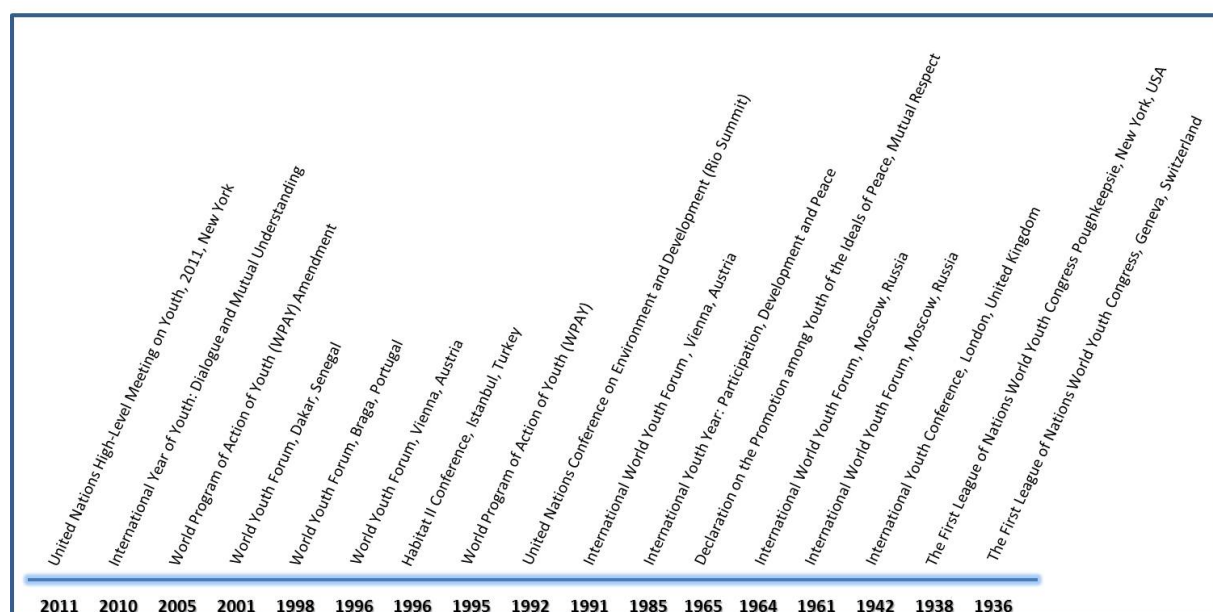 United Nations High-Level Meeting on Youth, 2011, New York
International Year of Youth: Dialogue and Mutual Understanding
World Program of Action of Youth (WPAY) Amendment
World Youth Forum, Dakar, Senegal
World Youth Forum, Braga, Portugal
World Youth Forum, Vienna, Austria
Habitat II Conference, Istanbul, Turkey
World Program of Action of Youth (WPAY)
United Nations Conference on Environment and Development (Rio Summit)
International World Youth Forum , Vienna, Austria
International Youth Year: Participation, Development and Peace
Declaration on the Promotion among Youth of the Ideals of Peace, Mutual Respect
International World Youth Forum, Moscow, Russia
International World Youth Forum, Moscow, Russia
International Youth Conference, London, United Kingdom
The First League of Nations World Youth Congress Poughkeepsie, New York, USA
The First League of Nations World Youth Congress, Geneva, Switzerland
2011 2010 2005 2001 1998 1996 1996 1995 1992 1991 1985 1965 1964 1961 1942 1938 1936